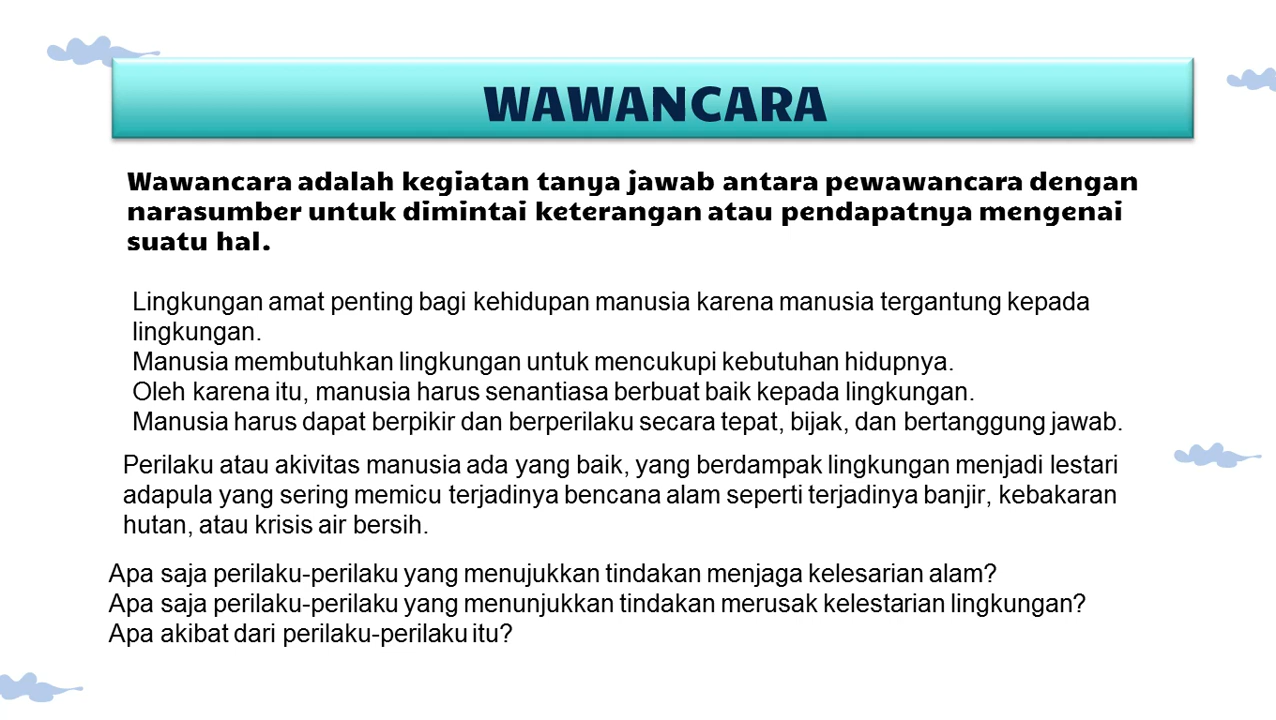 WAWANCARA
Wawancara adalah kegiatan tanya jawab antara pewawancara dengan
narasumber untuk dimintai keterangan atau pendapatnya mengenai
suatu hal.
Lingkungan amat penting bagi kehidupan manusia karena manusia tergantung kepada
lingkungan.
Manusia membutuhkan lingkungan untuk mencukupi kebutuhan hidupnya.
Oleh karena itu, manusia harus senantiasa berbuat baik kepada lingkungan.
Manusia harus dapat berpikir dan berperilaku secara tepat, bijak, dan bertanggung jawab.
Perilaku atau akivitas manusia ada yang baik, yang berdampak lingkungan menjadi lestari
adapula yang sering memicu terjadinya bencana alam seperti terjadinya banjir, kebakaran
hutan, atau krisis air bersih.
Apa saja perilaku-perilaku yang menujukkan tindakan menjaga kelesarian alam?
Apa saja perilaku-perilaku yang menunjukkan tindakan merusak kelestarian lingkungan?
Apa akibat dari perilaku-perilaku itu?